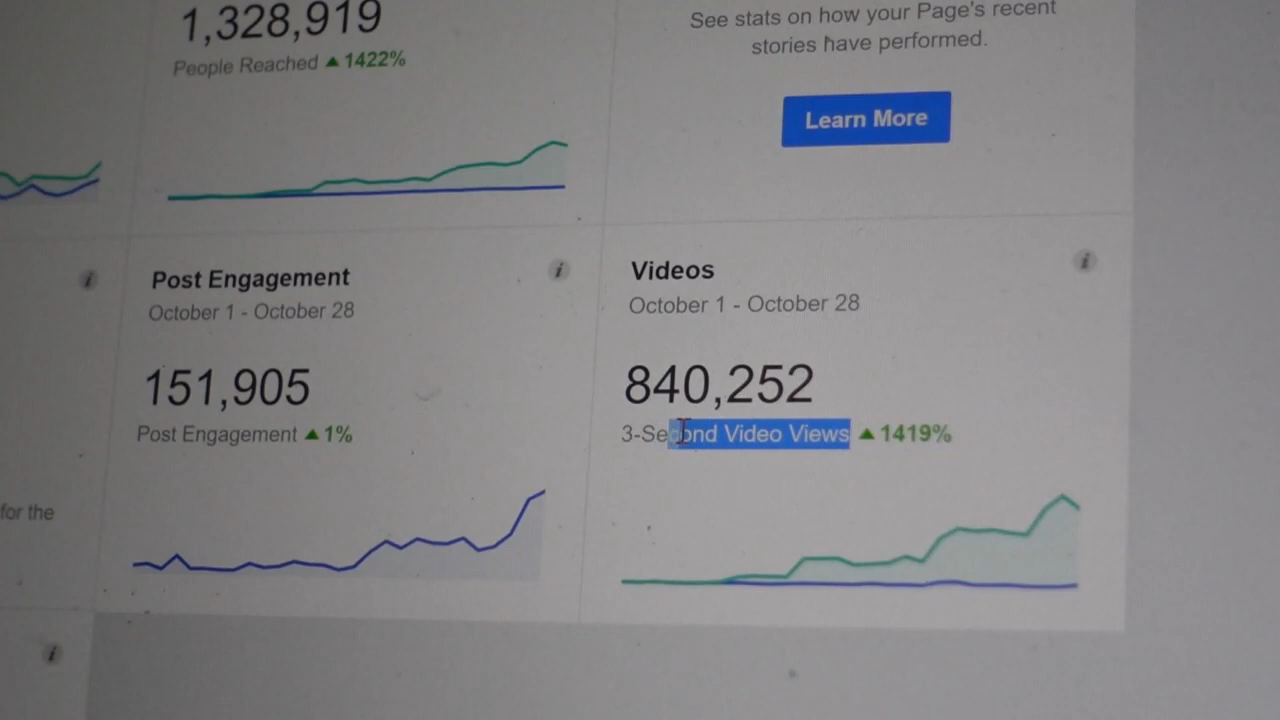 1,328,919
People Reached ▲ 1422%
See stats on how your Page's recent
stories have performed.
Learn More
i
Post Engagement
i
October 1 - October 28
151,905
Post Engagement ▲ 1%
Videos
i
October 1 - October 28
840,252
3-Second Video Views ▲ 1419%
for the
i